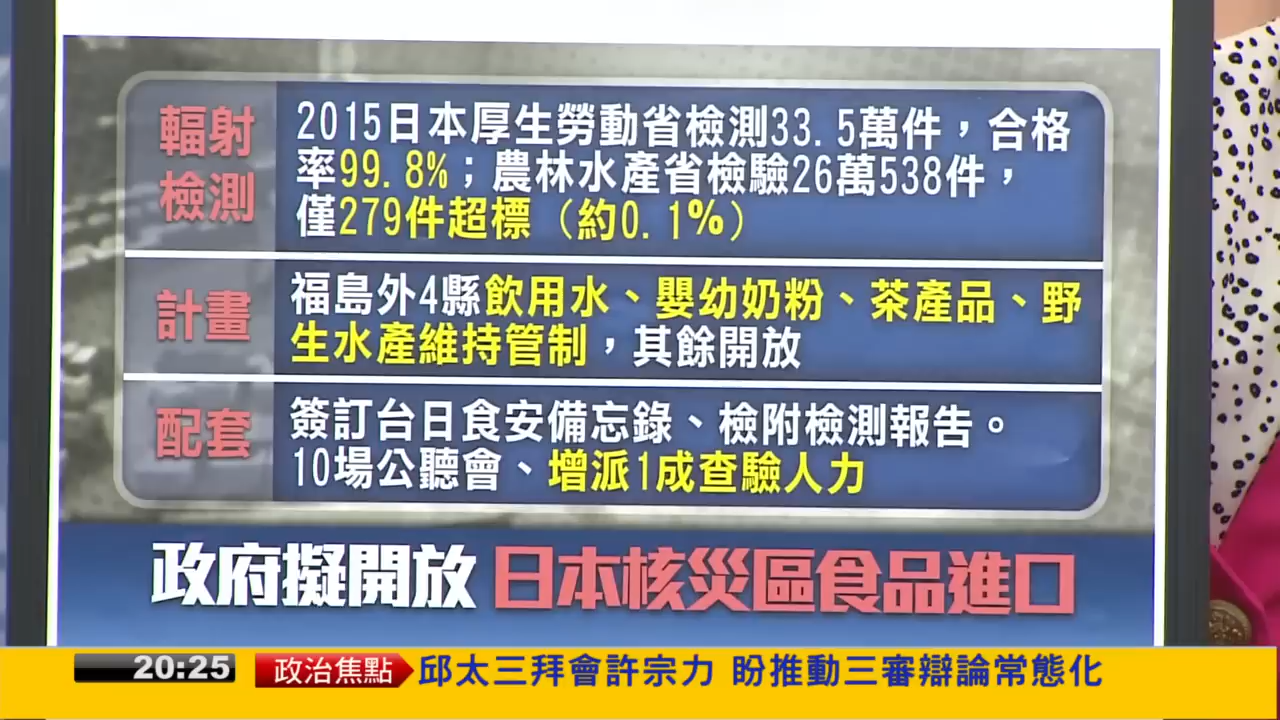 輻射
檢測
2015日本厚生勞動省檢測33.5萬件，合格
率99.8%；農林水產省檢驗26萬538件，
僅279件超標（約0.1%）
計畫
福島外4縣飲用水、嬰幼奶粉、茶產品、野
生水產維持管制，其餘開放
配套
簽訂台日食安備忘錄、檢附檢測報告。
10場公聽會、增派1成查驗人力
政府擬開放 日本核災區食品進口
20:25 政治焦點 邱太三拜會許宗力 盼推動三審辯論常態化